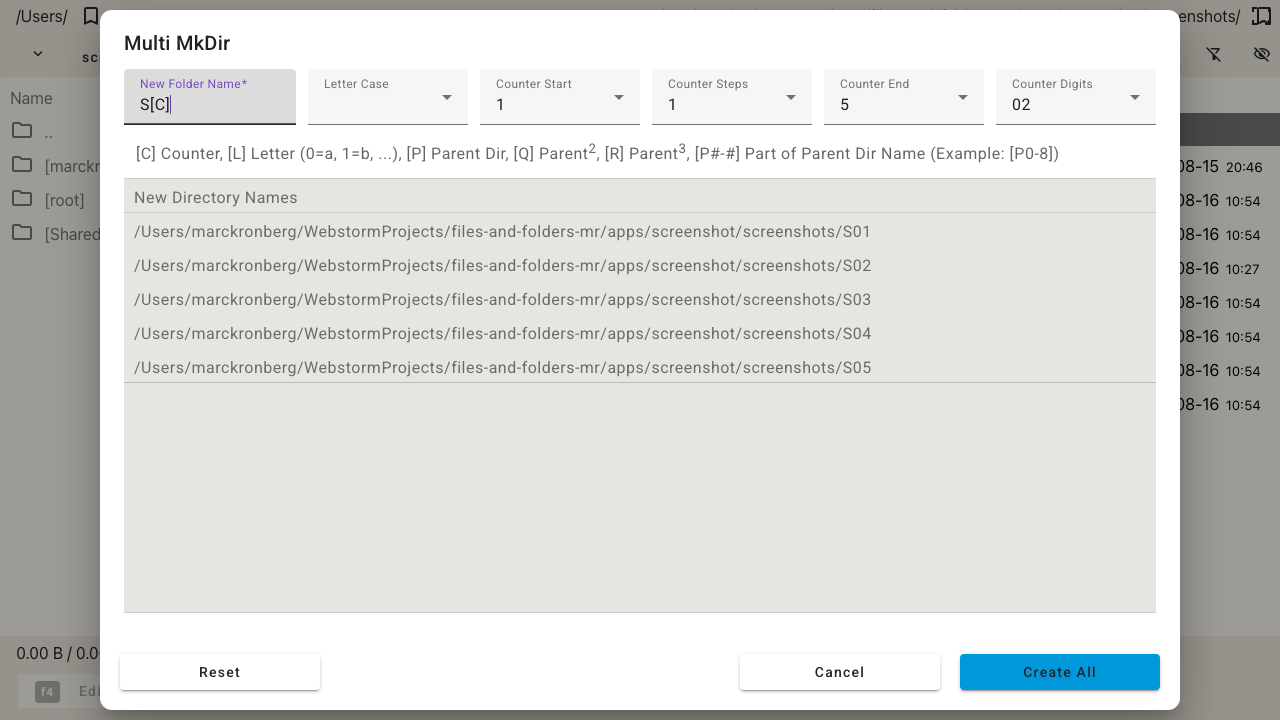 /Users/
enshots/
Multi MkDir
New Folder Name*
S[C]
Letter Case
Counter Start
1
Counter Steps
1
Counter End
5
Counter Digits
02
[C] Counter, [L] Letter (0=a, 1=b, ...), [P] Parent Dir, [Q] Parent2, [R] Parent3, [P#-#] Part of Parent Dir Name (Example: [P0-8])
New Directory Names
/Users/marckronberg/WebstormProjects/files-and-folders-mr/apps/screenshot/screenshots/S01
/Users/marckronberg/WebstormProjects/files-and-folders-mr/apps/screenshot/screenshots/S02
/Users/marckronberg/WebstormProjects/files-and-folders-mr/apps/screenshot/screenshots/S03
/Users/marckronberg/WebstormProjects/files-and-folders-mr/apps/screenshot/screenshots/S04
/Users/marckronberg/WebstormProjects/files-and-folders-mr/apps/screenshot/screenshots/S05
Reset
Cancel
Create All
sc
Name
..
[marckr
[root]
[Shared
08-15 20:46
08-16 10:54
08-16 10:54
08-16 10:27
08-16 10:54
08-16 10:54
08-16 10:54
08-16 10:54
0.00 B / 0.00
f4 Edi